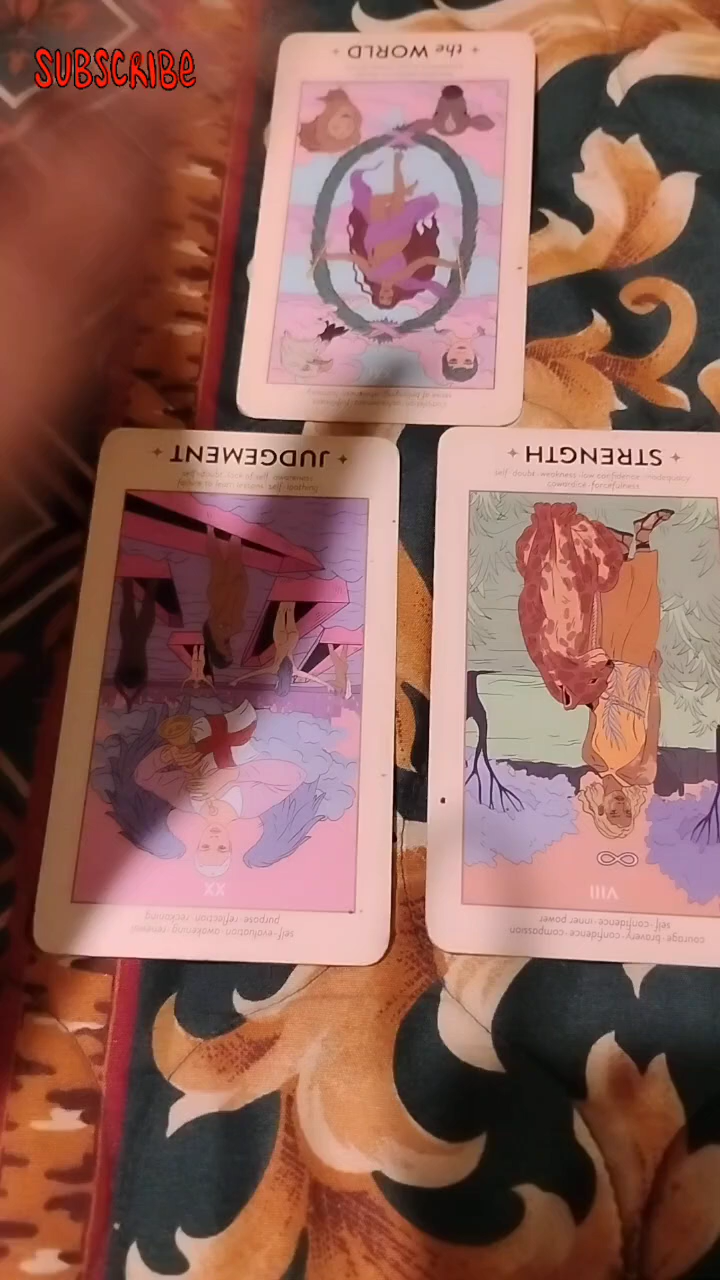 SUBSCRIBE
the WORLD
JUDGEMENT
self-doubt · lack of self-awareness
failure to learn lessons · self-loathing
XX
self-evaluation · awakening · renewal
purpose · reflection · reckoning
STRENGTH
self-doubt · weakness · low confidence · inadequacy
cowardice · forcefulness
VIII
courage · bravery · confidence · compassion
self-confidence · inner power